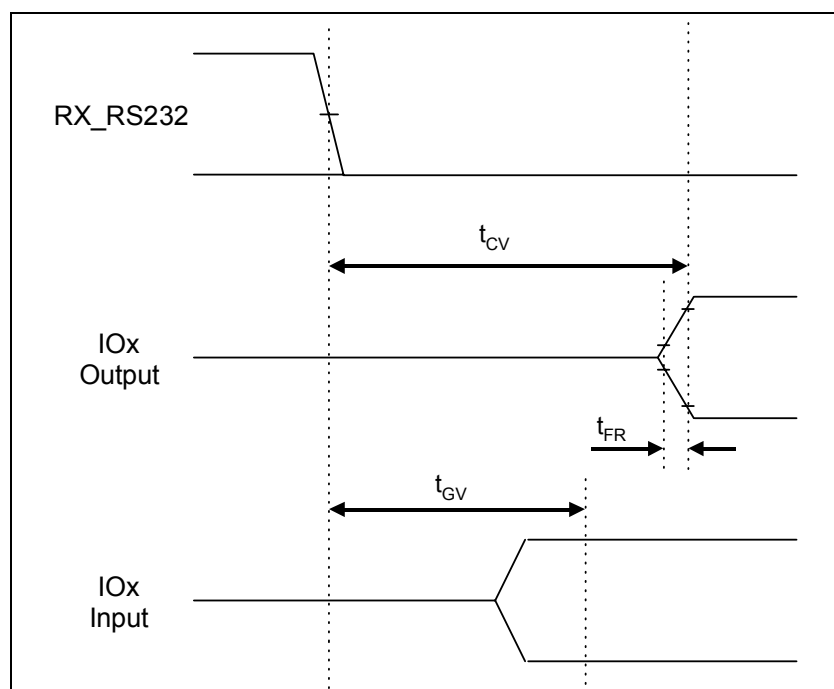 RX_RS232
tCV
IOx
Output
tFR
tGV
IOx
Input